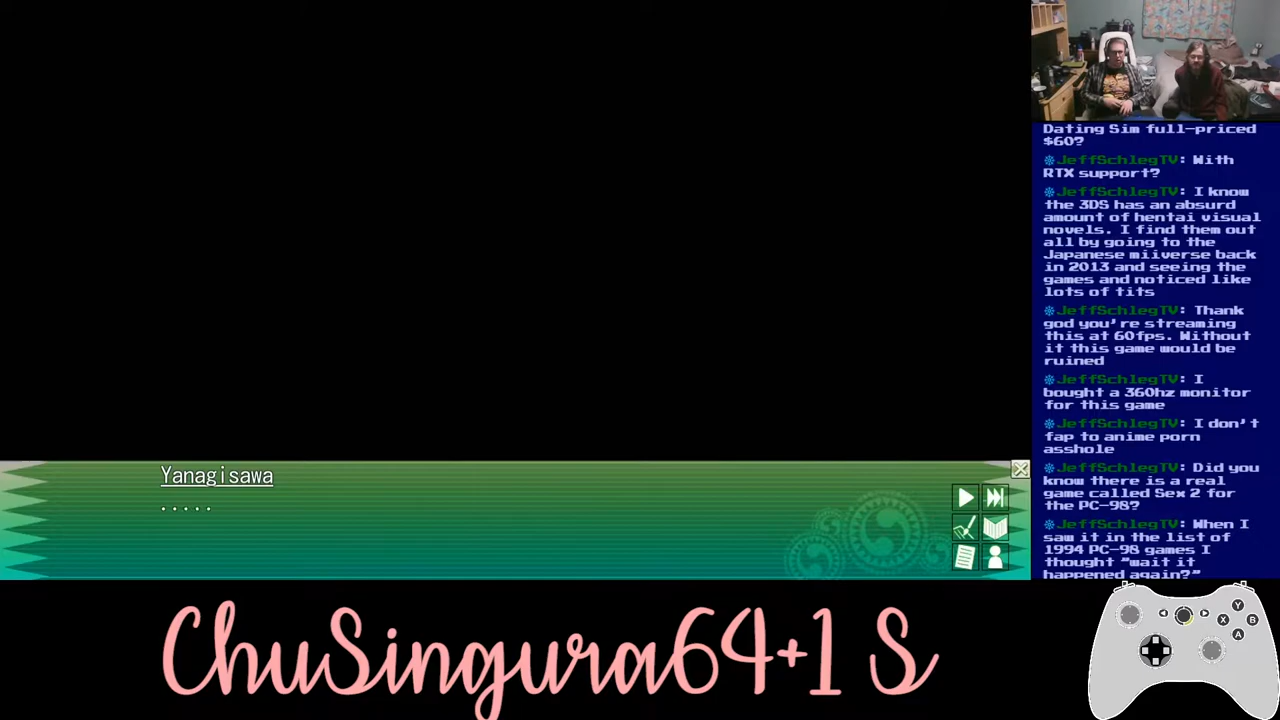 Yanagisawa
.....
Dating Sim full-priced
$60?
JeffSchlegTV: With
RTX support?
JeffSchlegTV: I know
the 3DS has an absurd
amount of hentai visual
novels. I find them out
all by going to the
Japanese miiverse back
in 2013 and seeing the
games and noticed like
lots of tits
JeffSchlegTV: Thank
god you're streaming
this at 60fps. Without
it this game would be
ruined
JeffSchlegTV: I
bought a 360hz monitor
for this game
JeffSchlegTV: I don't
fap to anime porn
asshole
JeffSchlegTV: Did you
know there is a real
game called Sex 2 for
the PC-98?
JeffSchlegTV: When I
saw it in the list of
1994 PC-98 games I
thought "wait it
happened again?"
ChuSingura64+1 S
Y
X
B
A